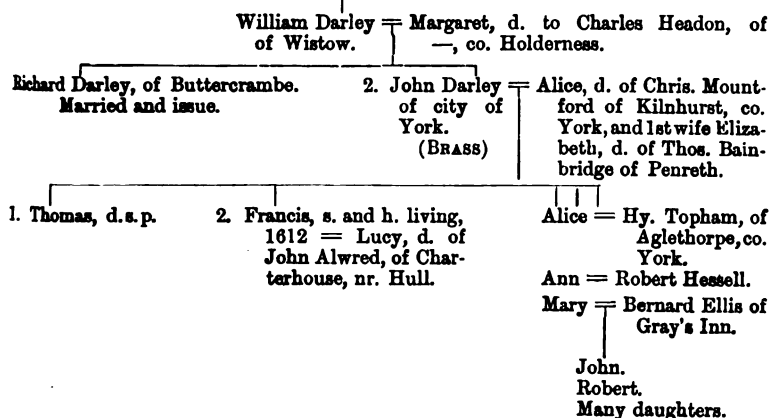 William Darley = Margaret, d. to Charles Headon, of
of Wistow. —, co. Holderness.
Richard Darley, of Buttercrambe.
Married and issue.
2. John Darley = Alice, d. of Chris. Mount-
of city of ford of Kilnhurst, co.
York. York, and 1st wife Eliza-
(BRASS) beth, d. of Thos. Bain-
bridge of Penreth.
1. Thomas, d.s.p.
2. Francis, s. and h. living,
1612 = Lucy, d. of
John Alwred, of Char-
terhouse, nr. Hull.
Alice = Hy. Topham, of
Aglethorpe, co.
York.
Ann = Robert Hessell.
Mary = Bernard Ellis of
Gray's Inn.
John.
Robert.
Many daughters.